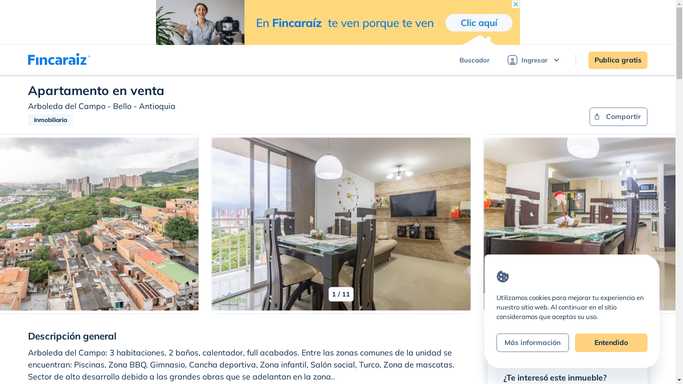 En Fincaraíz te ven porque te ven
Clic aquí
Fincaraiz
Buscador
Ingresar
Publica gratis
Apartamento en venta
Arboleda del Campo - Bello - Antioquia
Inmobiliaria
Compartir
1 / 11
Utilizamos cookies para mejorar tu experiencia en
nuestro sitio web. Al continuar en el sitio
consideramos que aceptas su uso.
Más información
Entendido
Descripción general
Arboleda del Campo: 3 habitaciones, 2 baños, calentador, full acabados. Entre las zonas comunes de la unidad se
encuentran: Piscinas, Zona BBQ, Gimnasio, Cancha deportiva, Zona infantil, Salón social, Turco, Zona de mascotas.
Sector de alto desarrollo debido a las grandes obras que se adelantan en la zona..
¿Te interesó este inmueble?